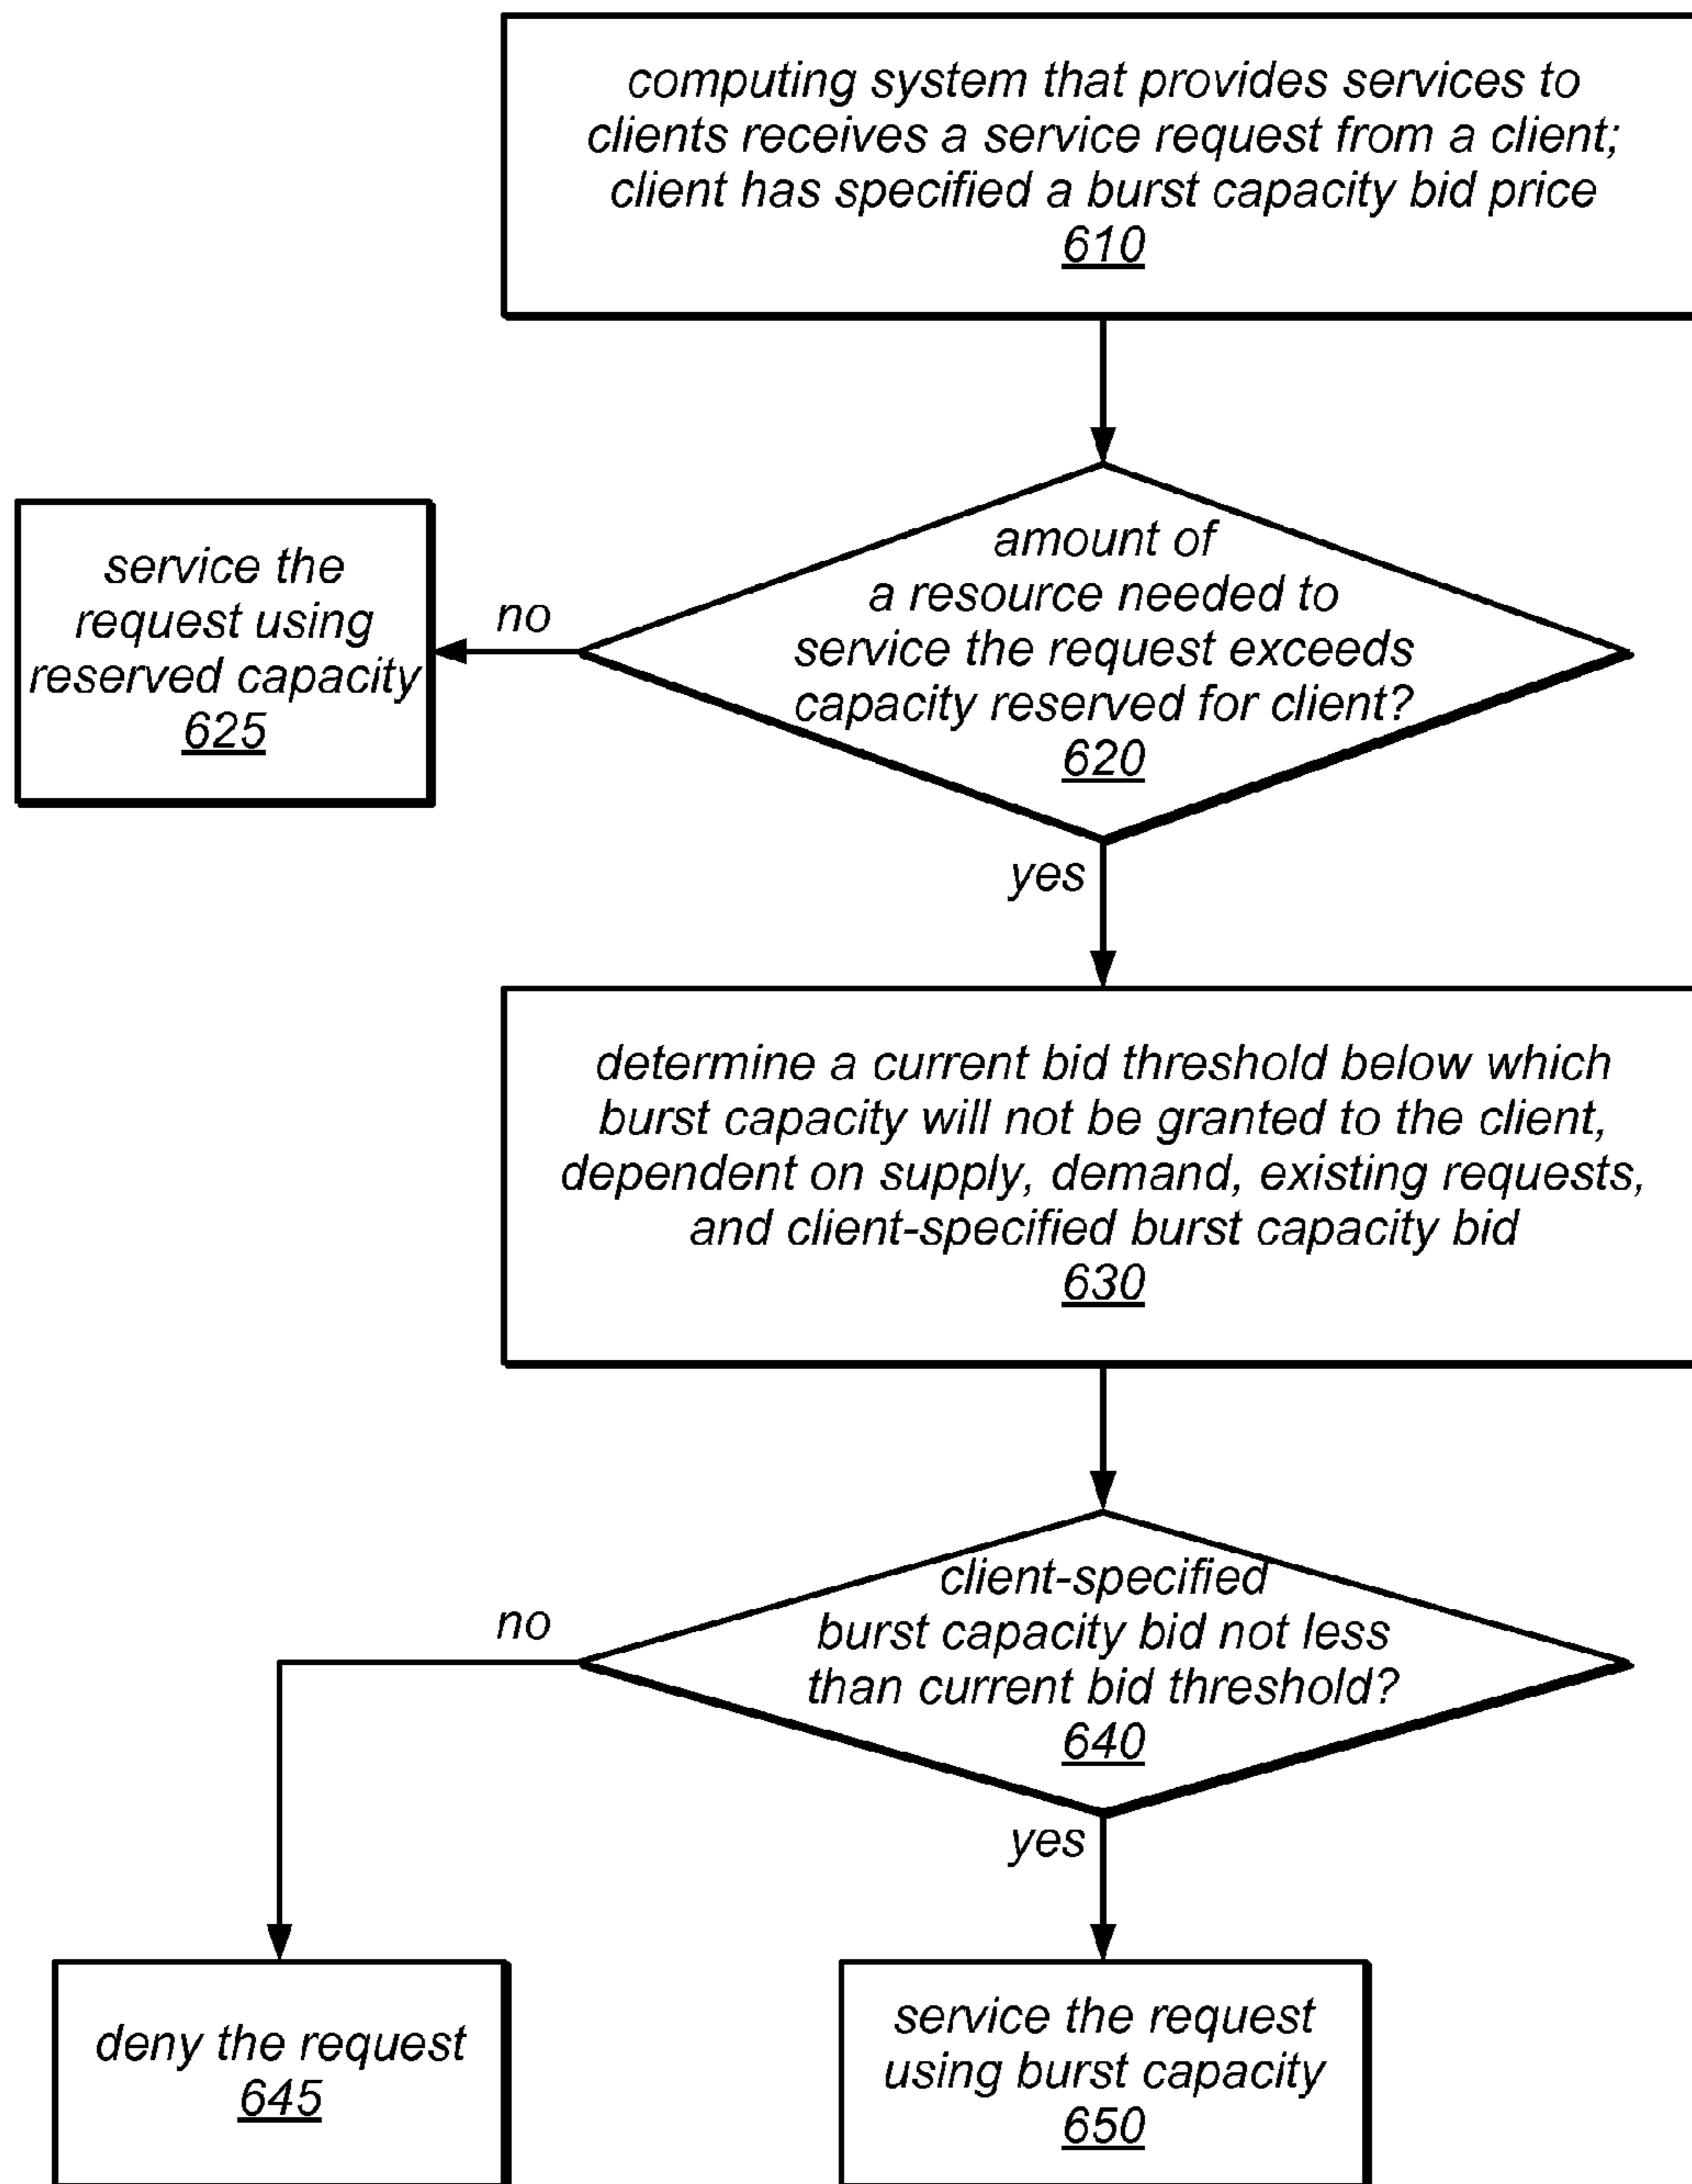 computing system that provides services to
clients receives a service request from a client;
client has specified a burst capacity bid price
610
amount of
a resource needed to
service the request exceeds
capacity reserved for client?
620
no
service the
request using
reserved capacity
625
yes
determine a current bid threshold below which
burst capacity will not be granted to the client,
dependent on supply, demand, existing requests,
and client-specified burst capacity bid
630
client-specified
burst capacity bid not less
than current bid threshold?
640
no
yes
deny the request
645
service the request
using burst capacity
650